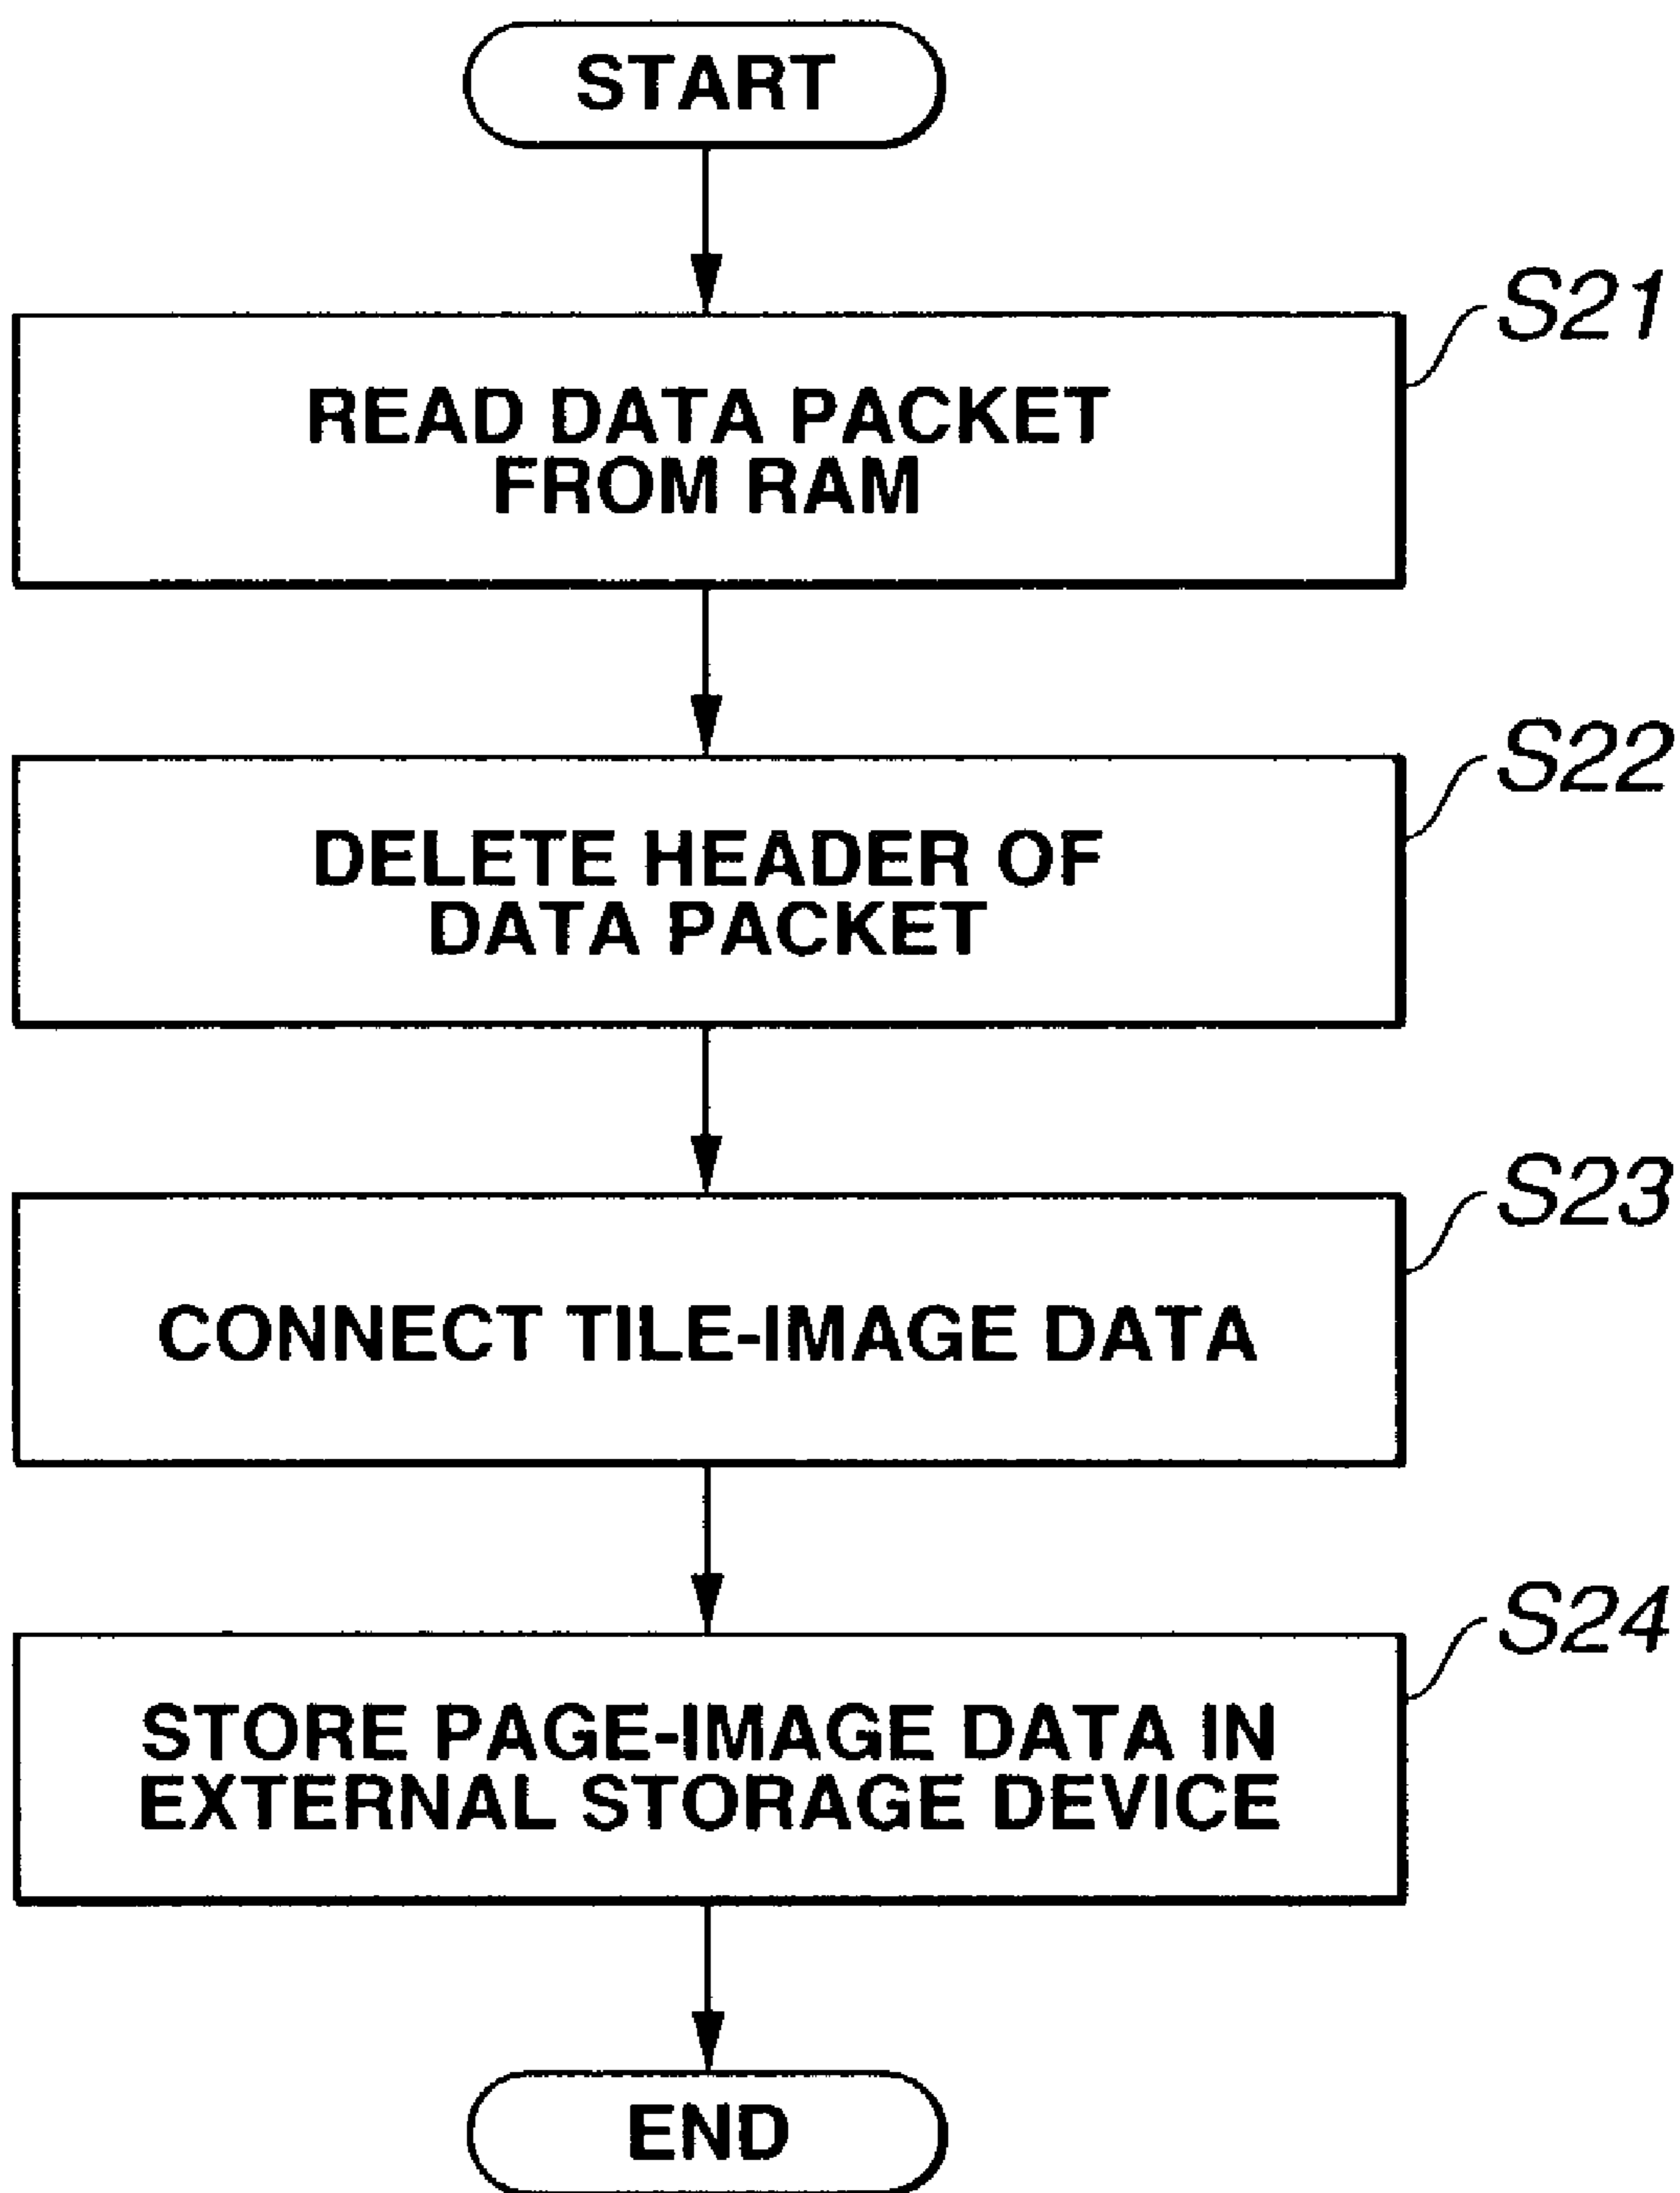 START
S21
READ DATA PACKET
FROM RAM
S22
DELETE HEADER OF
DATA PACKET
S23
CONNECT TILE-IMAGE DATA
S24
STORE PAGE-IMAGE DATA IN
EXTERNAL STORAGE DEVICE
END